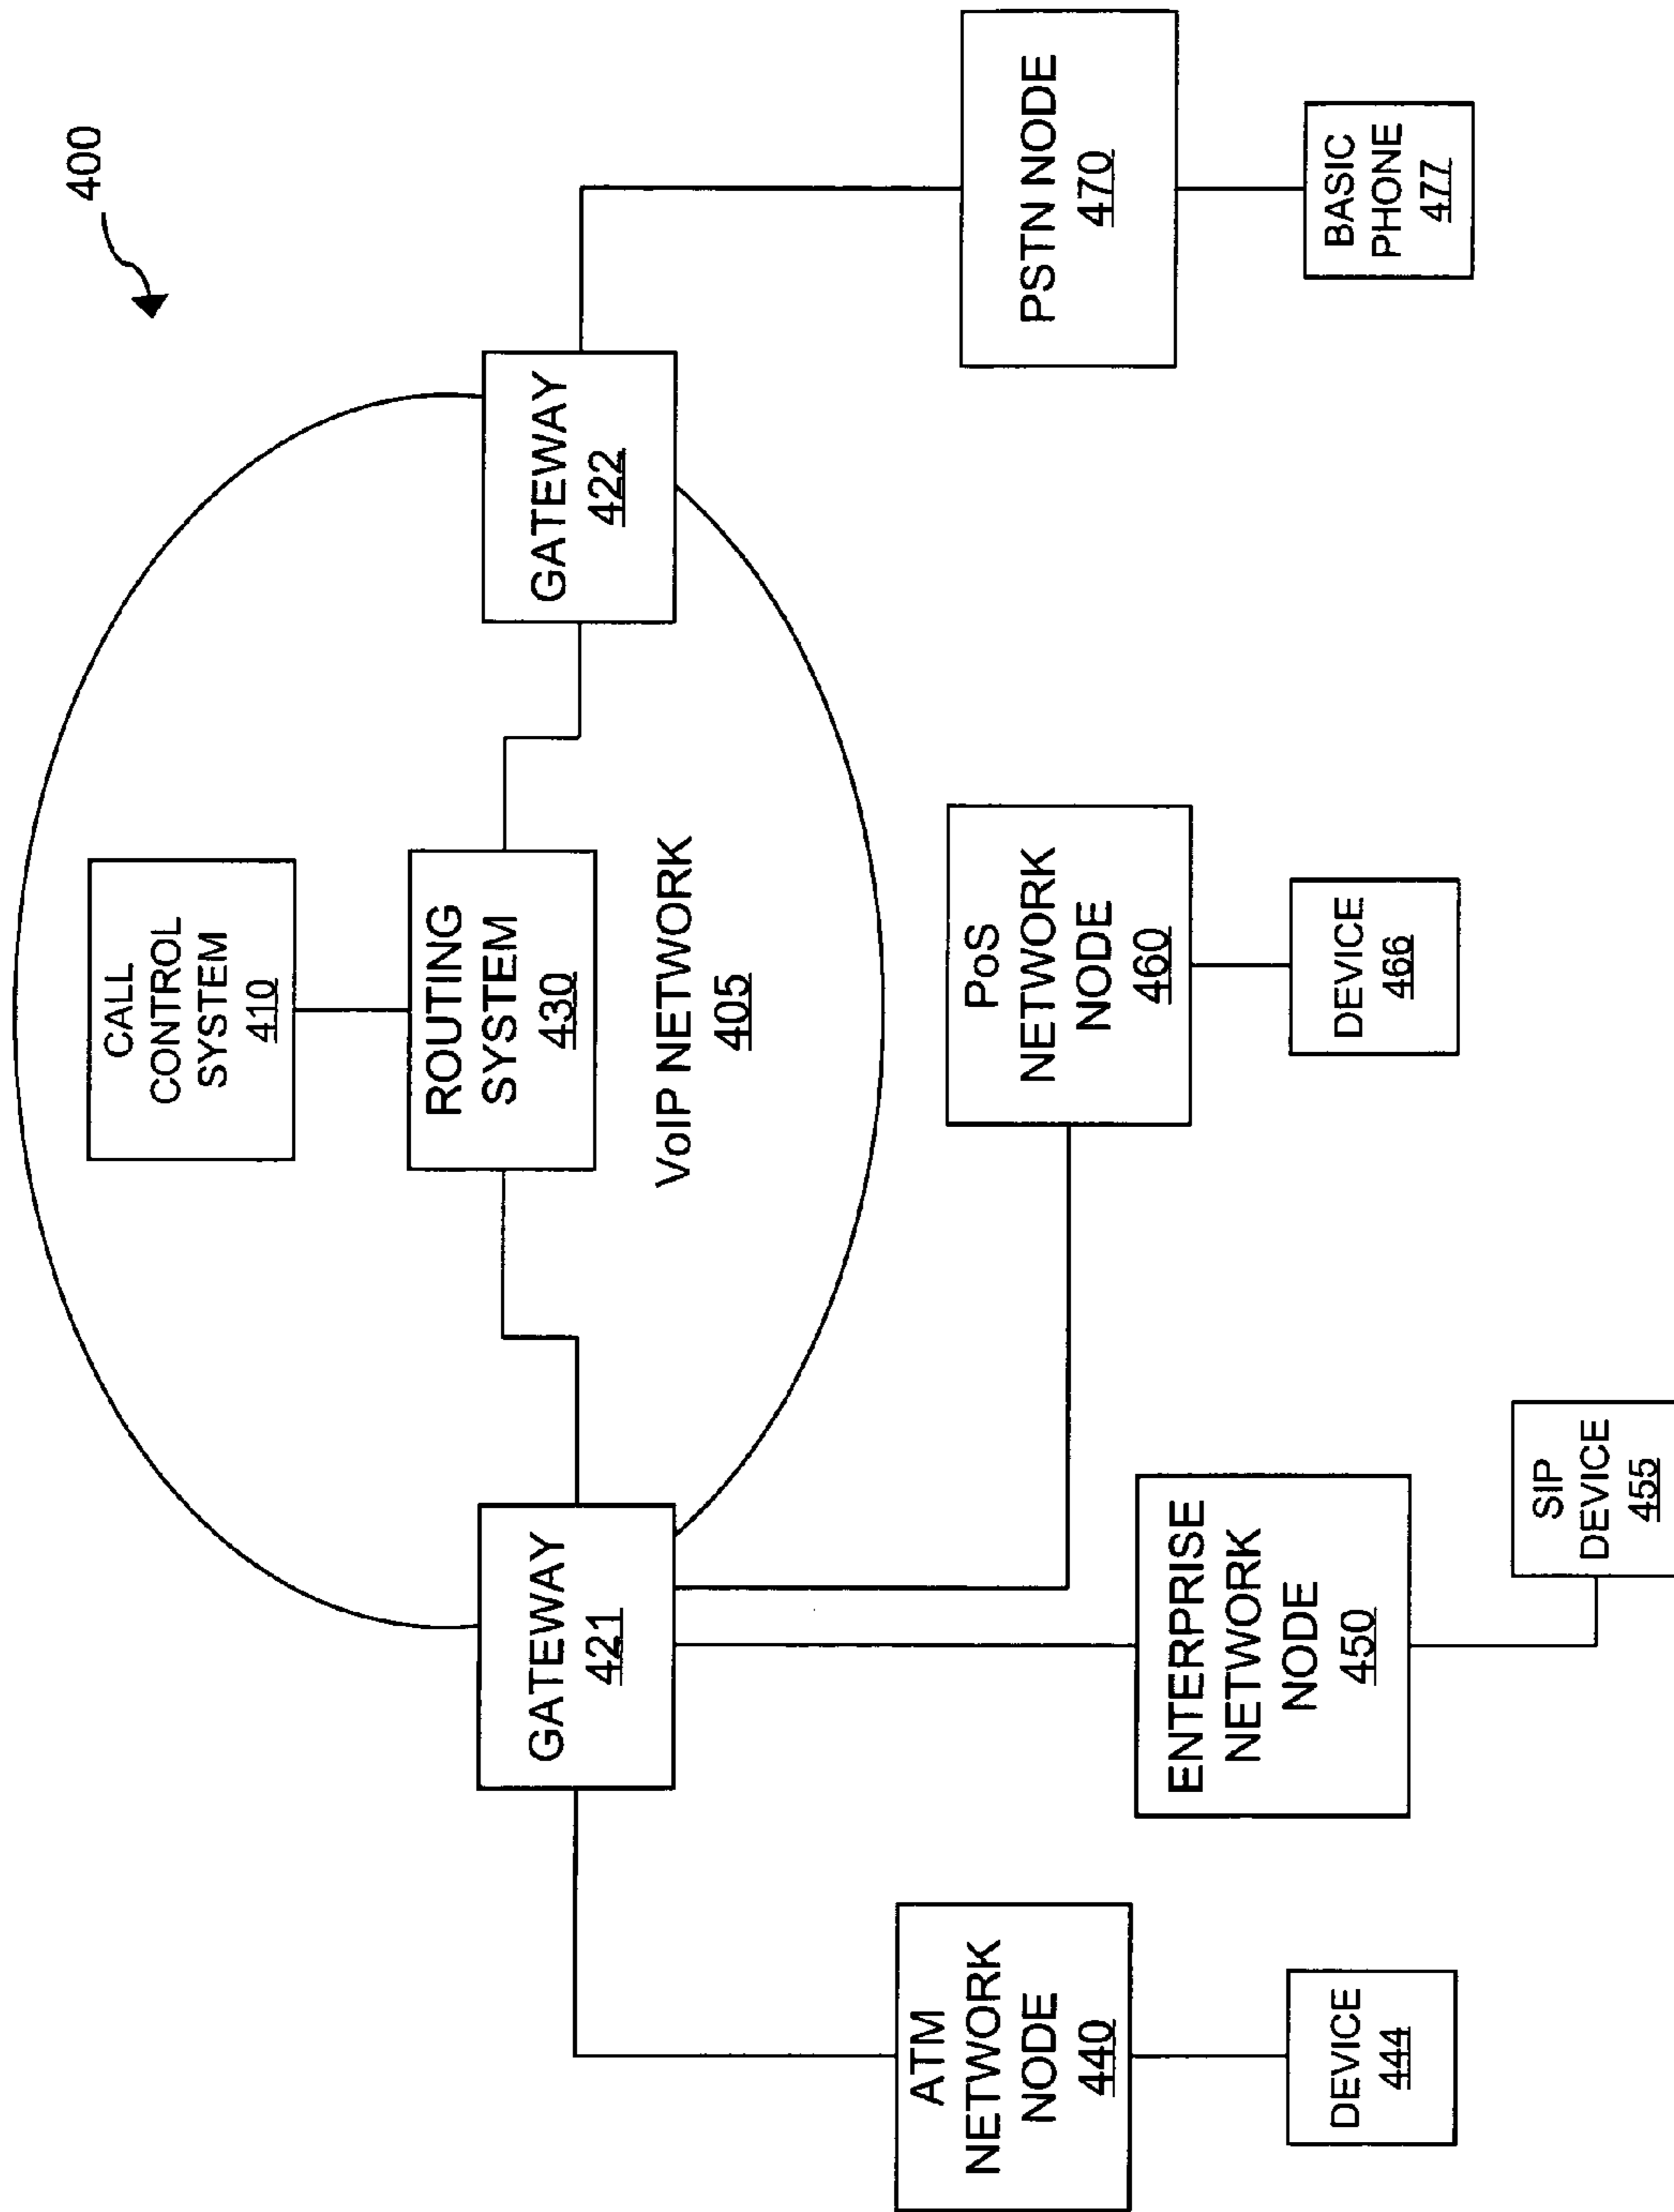 400
CALL
CONTROL
SYSTEM
410
ROUTING
SYSTEM
430
VoIP NETWORK
405
GATEWAY
421
GATEWAY
422
ATM
NETWORK
NODE
440
DEVICE
444
ENTERPRISE
NETWORK
NODE
450
SIP
DEVICE
455
PoS
NETWORK
NODE
460
DEVICE
466
PSTN NODE
470
BASIC
PHONE
477